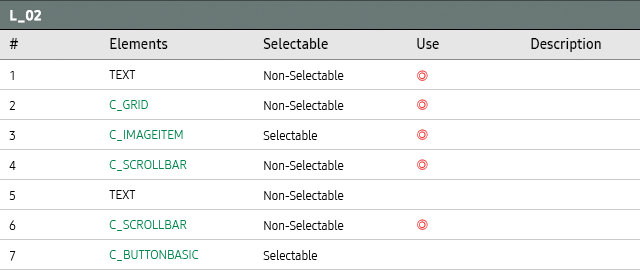 L_02
# Elements Selectable Use Description
1 TEXT Non-Selectable ◎
2 C_GRID Non-Selectable ◎
3 C_IMAGEITEM Selectable ◎
4 C_SCROLLBAR Non-Selectable ◎
5 TEXT Non-Selectable
6 C_SCROLLBAR Non-Selectable ◎
7 C_BUTTONBASIC Selectable